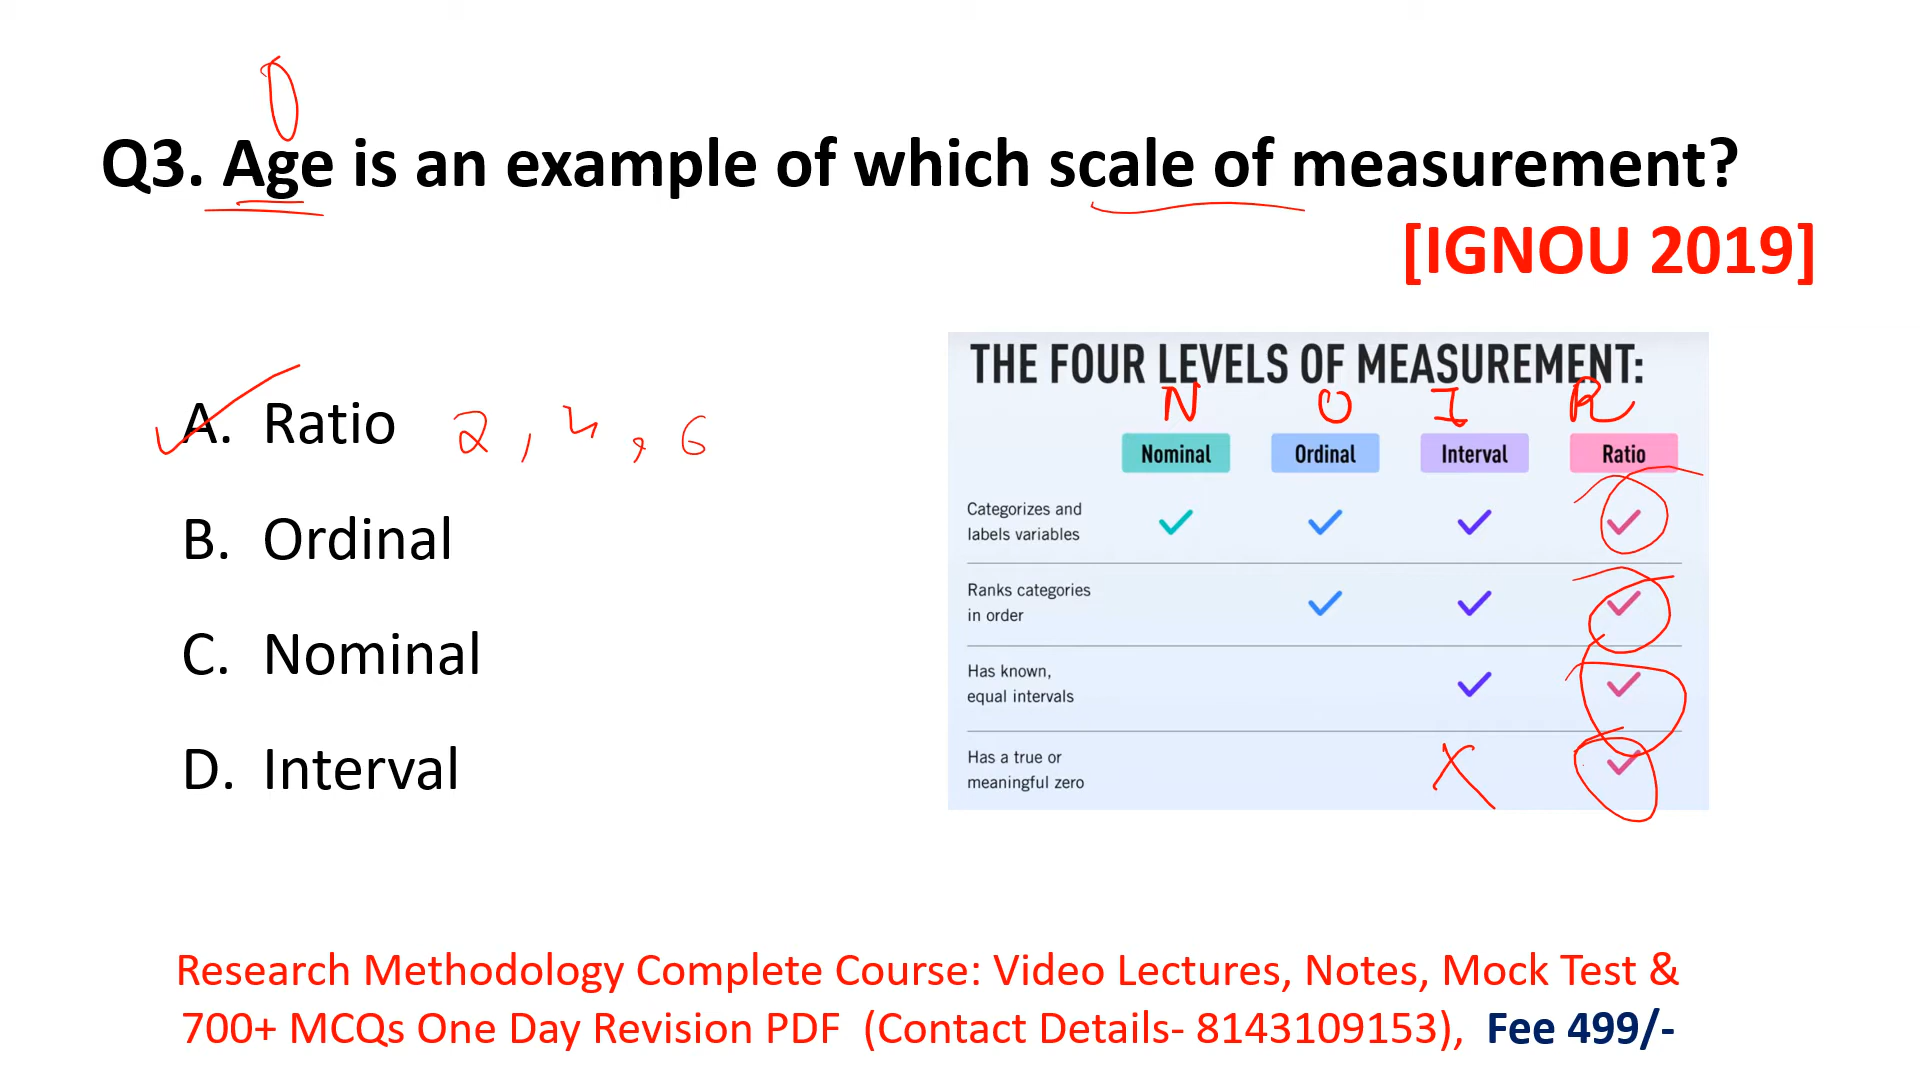 0
Q3. Age is an example of which scale of measurement?
[IGNOU 2019]
A. Ratio 2, 4, 6
B. Ordinal
C. Nominal
D. Interval
THE FOUR LEVELS OF MEASUREMENT:
N O I R
Nominal Ordinal Interval Ratio
Categorizes and
labels variables
Ranks categories
in order
Has known,
equal intervals
Has a true or
meaningful zero
Research Methodology Complete Course: Video Lectures, Notes, Mock Test &
700+ MCQs One Day Revision PDF (Contact Details- 8143109153), Fee 499/-